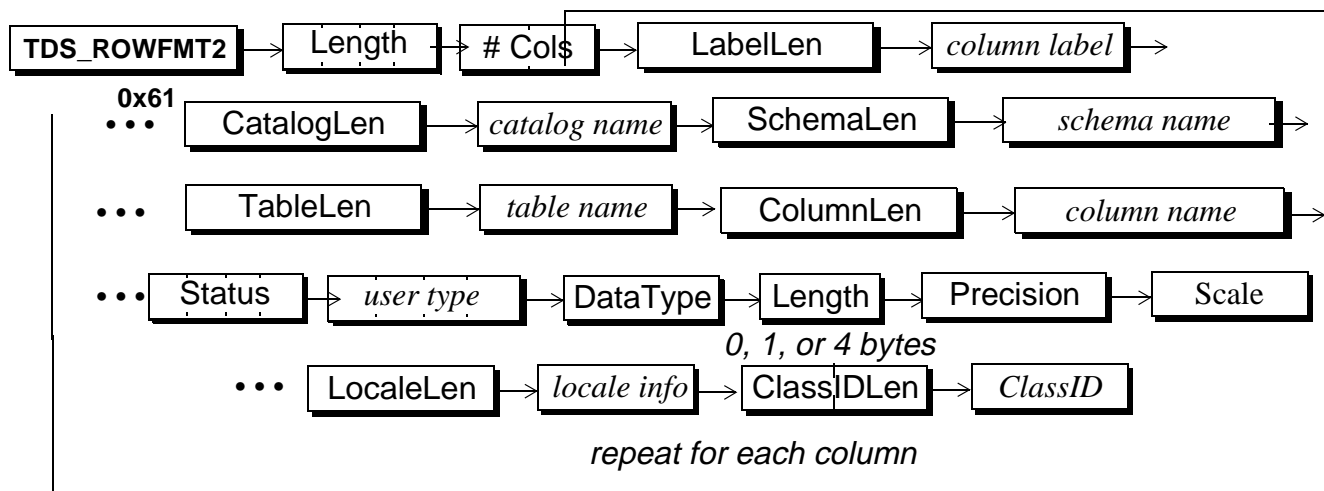 TDS_ROWFMT2 Length # Cols LabelLen column label
0x61
••• CatalogLen catalog name SchemaLen schema name
••• TableLen table name ColumnLen column name
••• Status user type DataType Length Precision Scale
0, 1, or 4 bytes
••• LocaleLen locale info ClassIDLen ClassID
repeat for each column